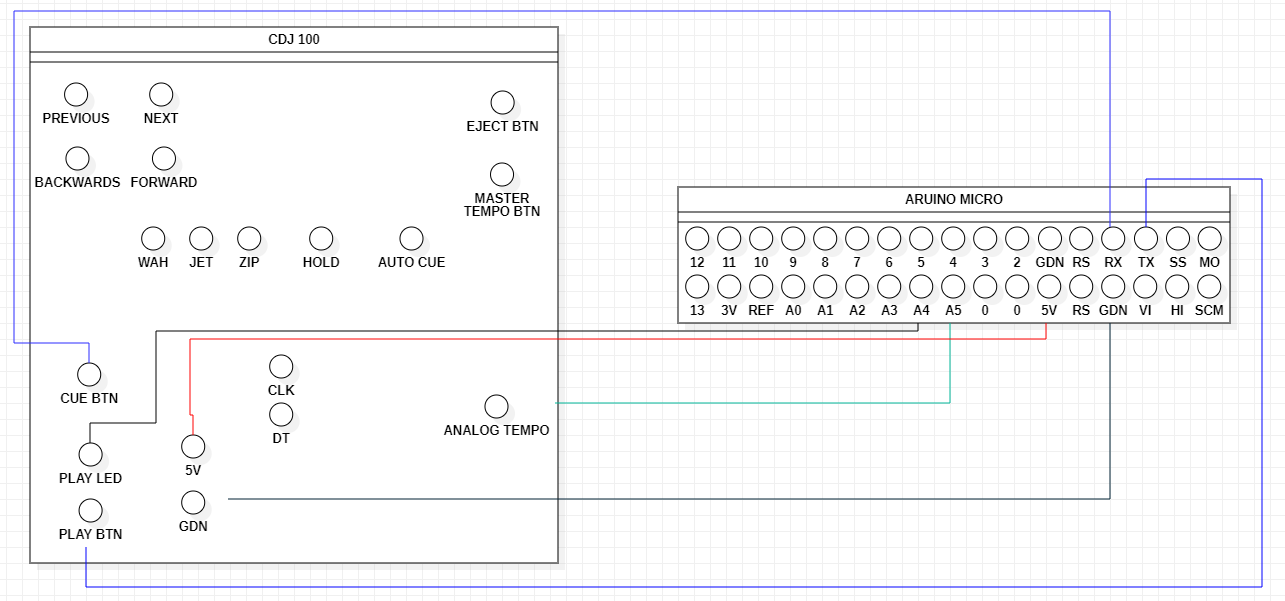 CDJ 100
PREVIOUS
NEXT
EJECT BTN
BACKWARDS
FORWARD
MASTER
TEMPO BTN
WAH
JET
ZIP
HOLD
AUTO CUE
CUE BTN
CLK
DT
ANALOG TEMPO
PLAY LED
5V
PLAY BTN
GDN
ARUINO MICRO
12 11 10 9 8 7 6 5 4 3 2 GDN RS RX TX SS MO
13 3V REF A0 A1 A2 A3 A4 A5 0 0 5V RS GDN VI HI SCM